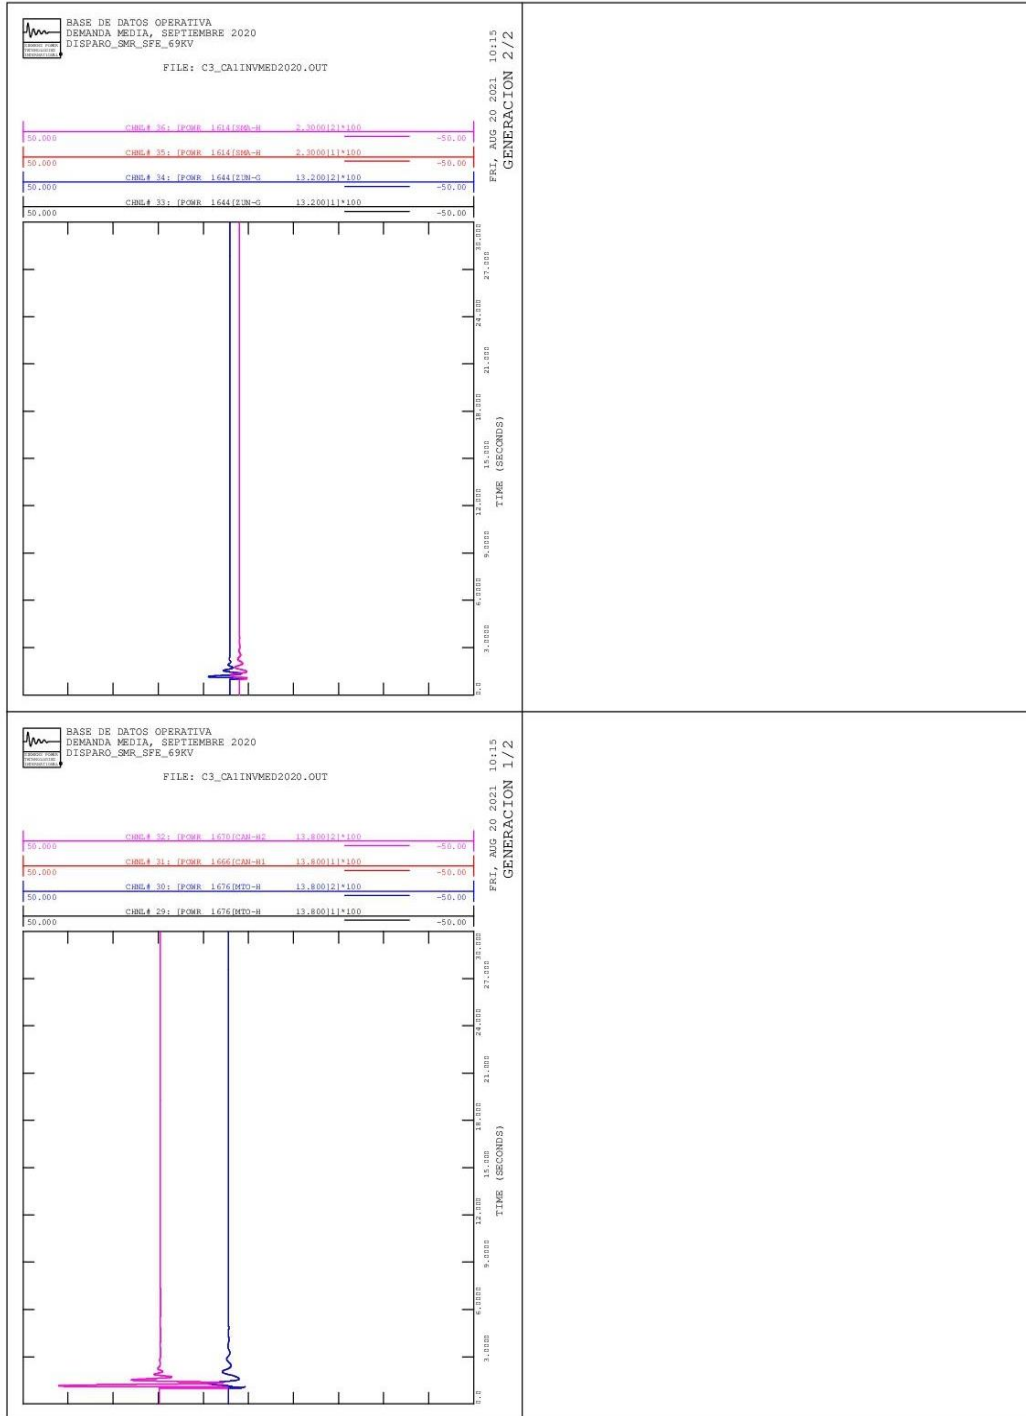 BASE DE DATOS OPERATIVA
DEMANDA MEDIA, SEPTIEMBRE 2020
DISPARO_SMR_SFE_69KV
FILE: C3_CA1INVMED2020.OUT
CHNL# 36: [POWR 1614[SMA-H 2.3000]2]*100
50.000 -50.00
CHNL# 35: [POWR 1614[SMA-H 2.3000]1]*100
50.000 -50.00
CHNL# 34: [POWR 1644[ZUN-G 13.200]2]*100
50.000 -50.00
CHNL# 33: [POWR 1644[ZUN-G 13.200]1]*100
50.000 -50.00
30.000
27.000
24.000
21.000
18.000
15.000
12.000
9.0000
6.0000
3.0000
0.0
TIME (SECONDS)
FRI, AUG 20 2021 10:15
GENERACION 2/2
BASE DE DATOS OPERATIVA
DEMANDA MEDIA, SEPTIEMBRE 2020
DISPARO_SMR_SFE_69KV
FILE: C3_CA1INVMED2020.OUT
CHNL# 32: [POWR 1670[CAN-H2 13.800]2]*100
50.000 -50.00
CHNL# 31: [POWR 1666[CAN-H1 13.800]1]*100
50.000 -50.00
CHNL# 30: [POWR 1676[MTO-H 13.800]2]*100
50.000 -50.00
CHNL# 29: [POWR 1676[MTO-H 13.800]1]*100
50.000 -50.00
30.000
27.000
24.000
21.000
18.000
15.000
12.000
9.0000
6.0000
3.0000
0.0
TIME (SECONDS)
FRI, AUG 20 2021 10:15
GENERACION 1/2